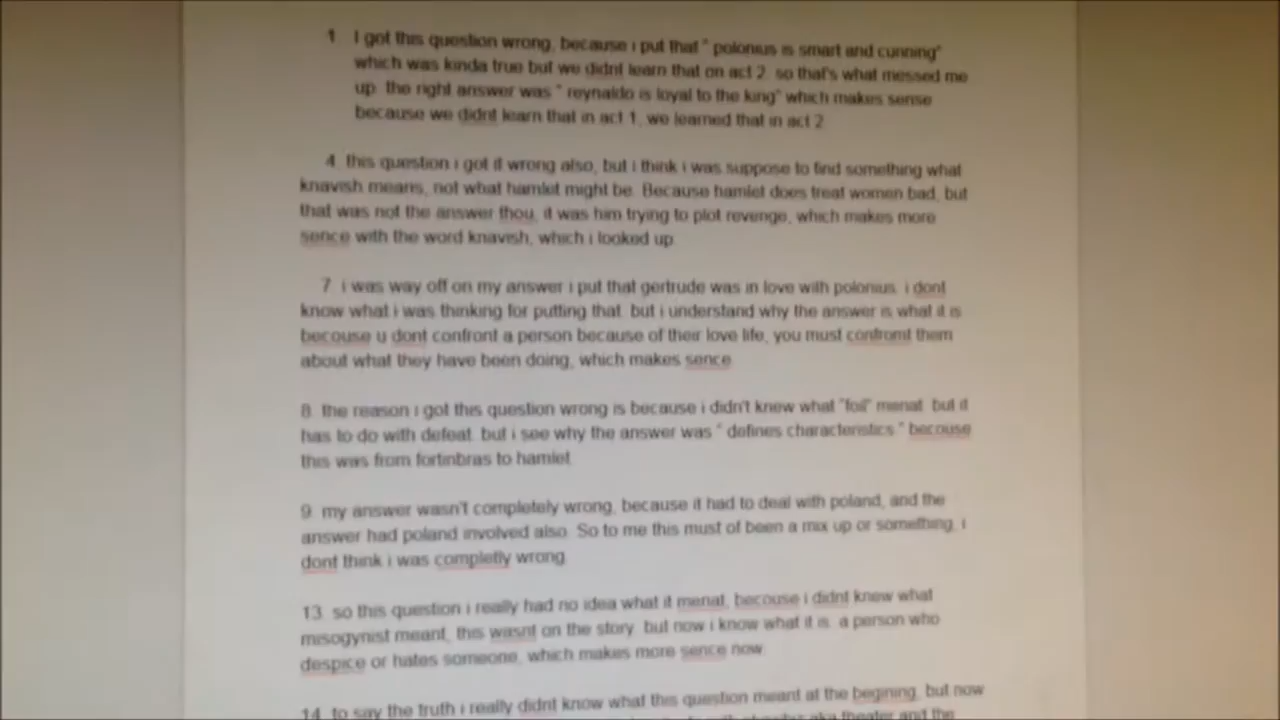 1 I got this question wrong, because i put that " polonius is smart and cunning"
which was kinda true but we didnt learn that on act 2. so that's what messed me
up. the right answer was " reynaldo is loyal to the king" which makes sense
because we didnt learn that in act 1, we learned that in act 2
4. this question i got it wrong also, but i think i was suppose to find something what
knavish means, not what hamlet might be. Because hamlet does treat women bad, but
that was not the answer thou, it was him trying to plot revenge, which makes more
sence with the word knavish, which i looked up.
7. i was way off on my answer i put that gertrude was in love with polonius. i dont
know what i was thinking for putting that. but i understand why the answer is what it is
becouse u dont confront a person because of their love life, you must confromt them
about what they have been doing, which makes sence.
8. the reason i got this question wrong is because i didn't knew what "foil" menat. but it
has to do with defeat. but i see why the answer was " defines characteristics " becouse
this was from fortinbras to hamlet.
9. my answer wasn't completely wrong, because it had to deal with poland, and the
answer had poland involved also. So to me this must of been a mix up or something, i
dont think i was completly wrong.
13. so this question i really had no idea what it menat, becouse i didnt knew what
misogynist meant, this wasnt on the story. but now i know what it is. a person who
despice or hates someone, which makes more sence now.
14. to say the truth i really didnt know what this question meant at the begining, but now
aka theater and the